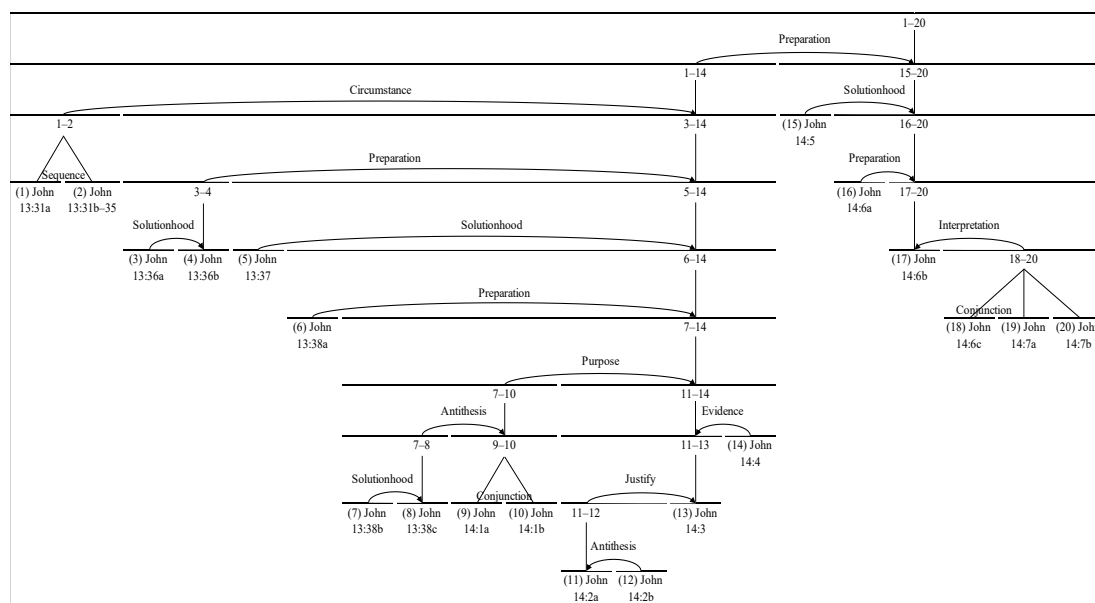 1–20
Preparation
1–14
15–20
Circumstance
Solutionhood
1–2
3–14
(15) John
14:5
16–20
Sequence
Preparation
Preparation
(1) John
13:31a
(2) John
13:31b–35
3–4
5–14
(16) John
14:6a
17–20
Solutionhood
Solutionhood
Interpretation
(3) John
13:36a
(4) John
13:36b
(5) John
13:37
6–14
(17) John
14:6b
18–20
Preparation
Conjunction
(6) John
13:38a
7–14
(18) John
14:6c
(19) John
14:7a
(20) John
14:7b
Purpose
7–10
11–14
Antithesis
Evidence
7–8
9–10
11–13
(14) John
14:4
Solutionhood
Conjunction
Justify
(7) John
13:38b
(8) John
13:38c
(9) John
14:1a
(10) John
14:1b
11–12
(13) John
14:3
Antithesis
(11) John
14:2a
(12) John
14:2b